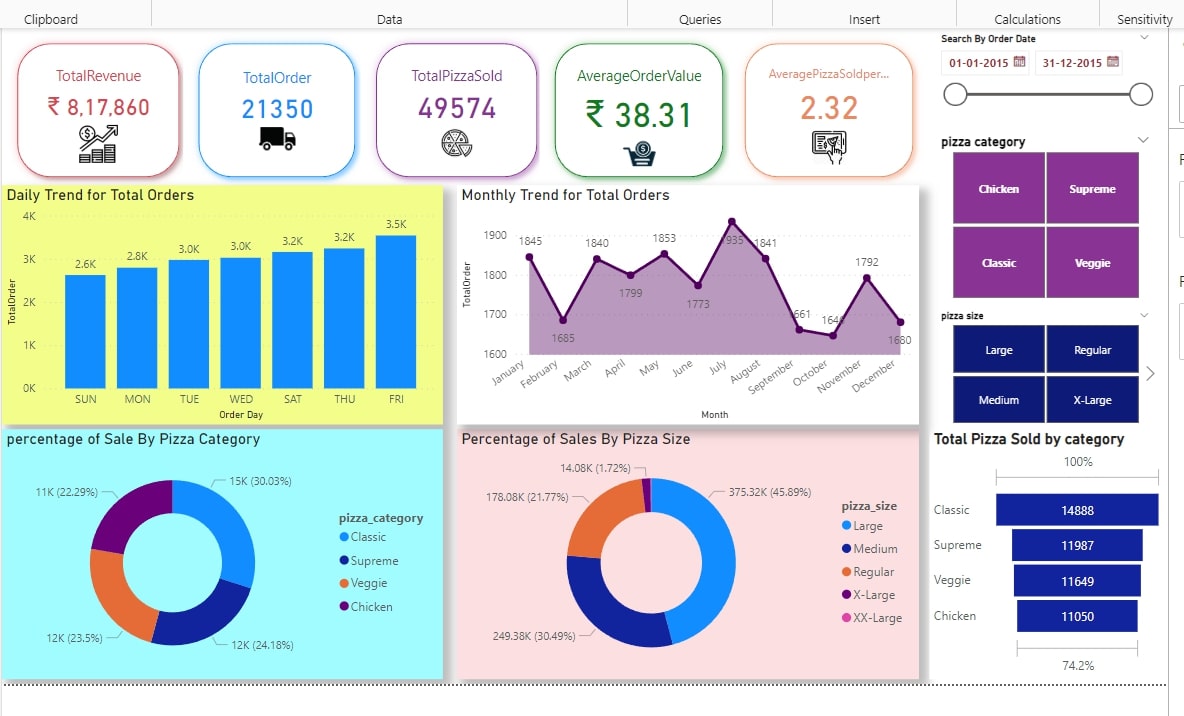 Clipboard
Data
Queries
Insert
Calculations
Sensitivity
TotalRevenue
₹ 8,17,860
TotalOrder
21350
TotalPizzaSold
49574
AverageOrderValue
₹ 38.31
AveragePizzaSoldper...
2.32
Search By Order Date
01-01-2015
31-12-2015
pizza category
Chicken
Supreme
Classic
Veggie
pizza size
Large
Regular
Medium
X-Large
Daily Trend for Total Orders
TotalOrder
4K
3K
2K
1K
0K
2.6K
2.8K
3.0K
3.0K
3.2K
3.2K
3.5K
SUN
MON
TUE
WED
SAT
THU
FRI
Order Day
Monthly Trend for Total Orders
TotalOrder
1900
1800
1700
1600
1845
1685
1840
1799
1853
1773
1935
1841
661
1646
1792
1680
January
February
March
April
May
June
July
August
September
October
November
December
Month
percentage of Sale By Pizza Category
15K (30.03%)
12K (24.18%)
12K (23.5%)
11K (22.29%)
pizza_category
Classic
Supreme
Veggie
Chicken
Percentage of Sales By Pizza Size
14.08K (1.72%)
375.32K (45.89%)
178.08K (21.77%)
249.38K (30.49%)
pizza_size
Large
Medium
Regular
X-Large
XX-Large
Total Pizza Sold by category
100%
Classic
14888
Supreme
11987
Veggie
11649
Chicken
11050
74.2%